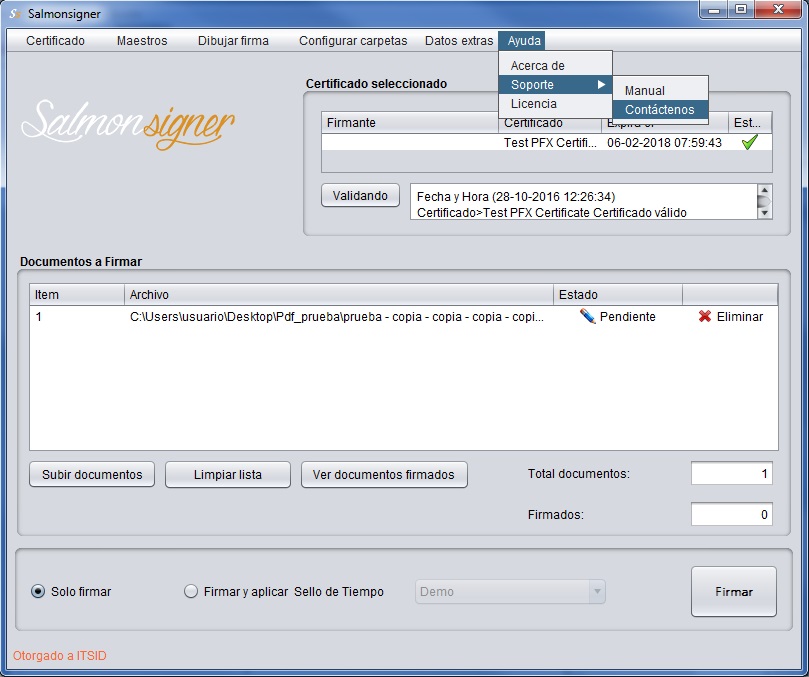 Salmonsigner
Certificado Maestros Dibujar firma Configurar carpetas Datos extras Ayuda
Acerca de
Soporte
Licencia
Manual
Contáctenos
Salmonsigner
Certificado seleccionado
Firmante Certificado Est...
Test PFX Certifi... 06-02-2018 07:59:43
Validando
Fecha y Hora (28-10-2016 12:26:34)
Certificado>Test PFX Certificate Certificado válido
Documentos a Firmar
Item Archivo Estado
1 C:\Users\usuario\Desktop\Pdf_prueba\prueba - copia - copia - copia - copi... Pendiente Eliminar
Subir documentos Limpiar lista Ver documentos firmados Total documentos: 1
Firmados: 0
Solo firmar Firmar y aplicar Sello de Tiempo Demo Firmar
Otorgado a ITSID